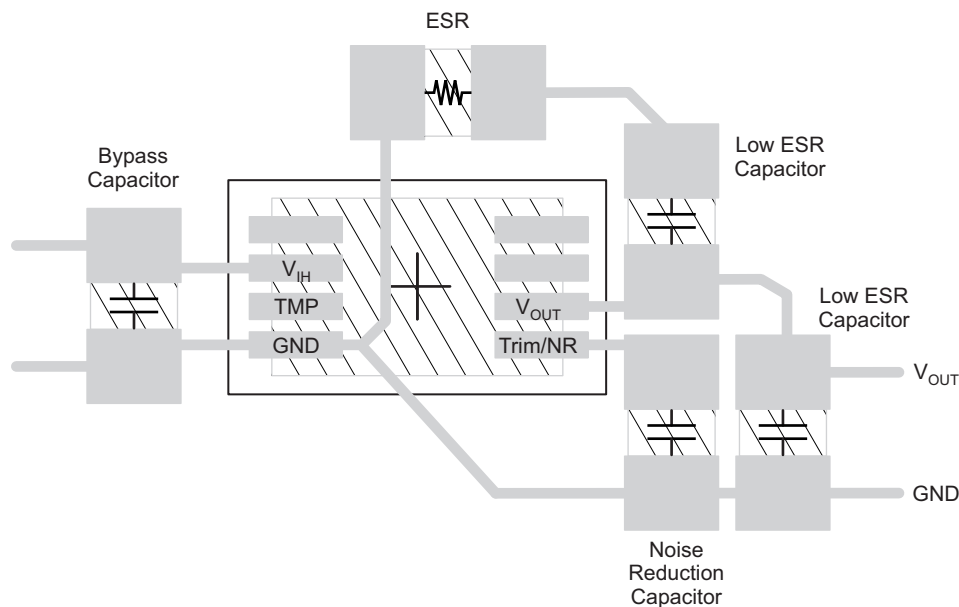 ESR
Bypass
Capacitor
Low ESR
Capacitor
V_IH
TMP
GND
V_OUT
Trim/NR
Low ESR
Capacitor
V_OUT
GND
Noise
Reduction
Capacitor